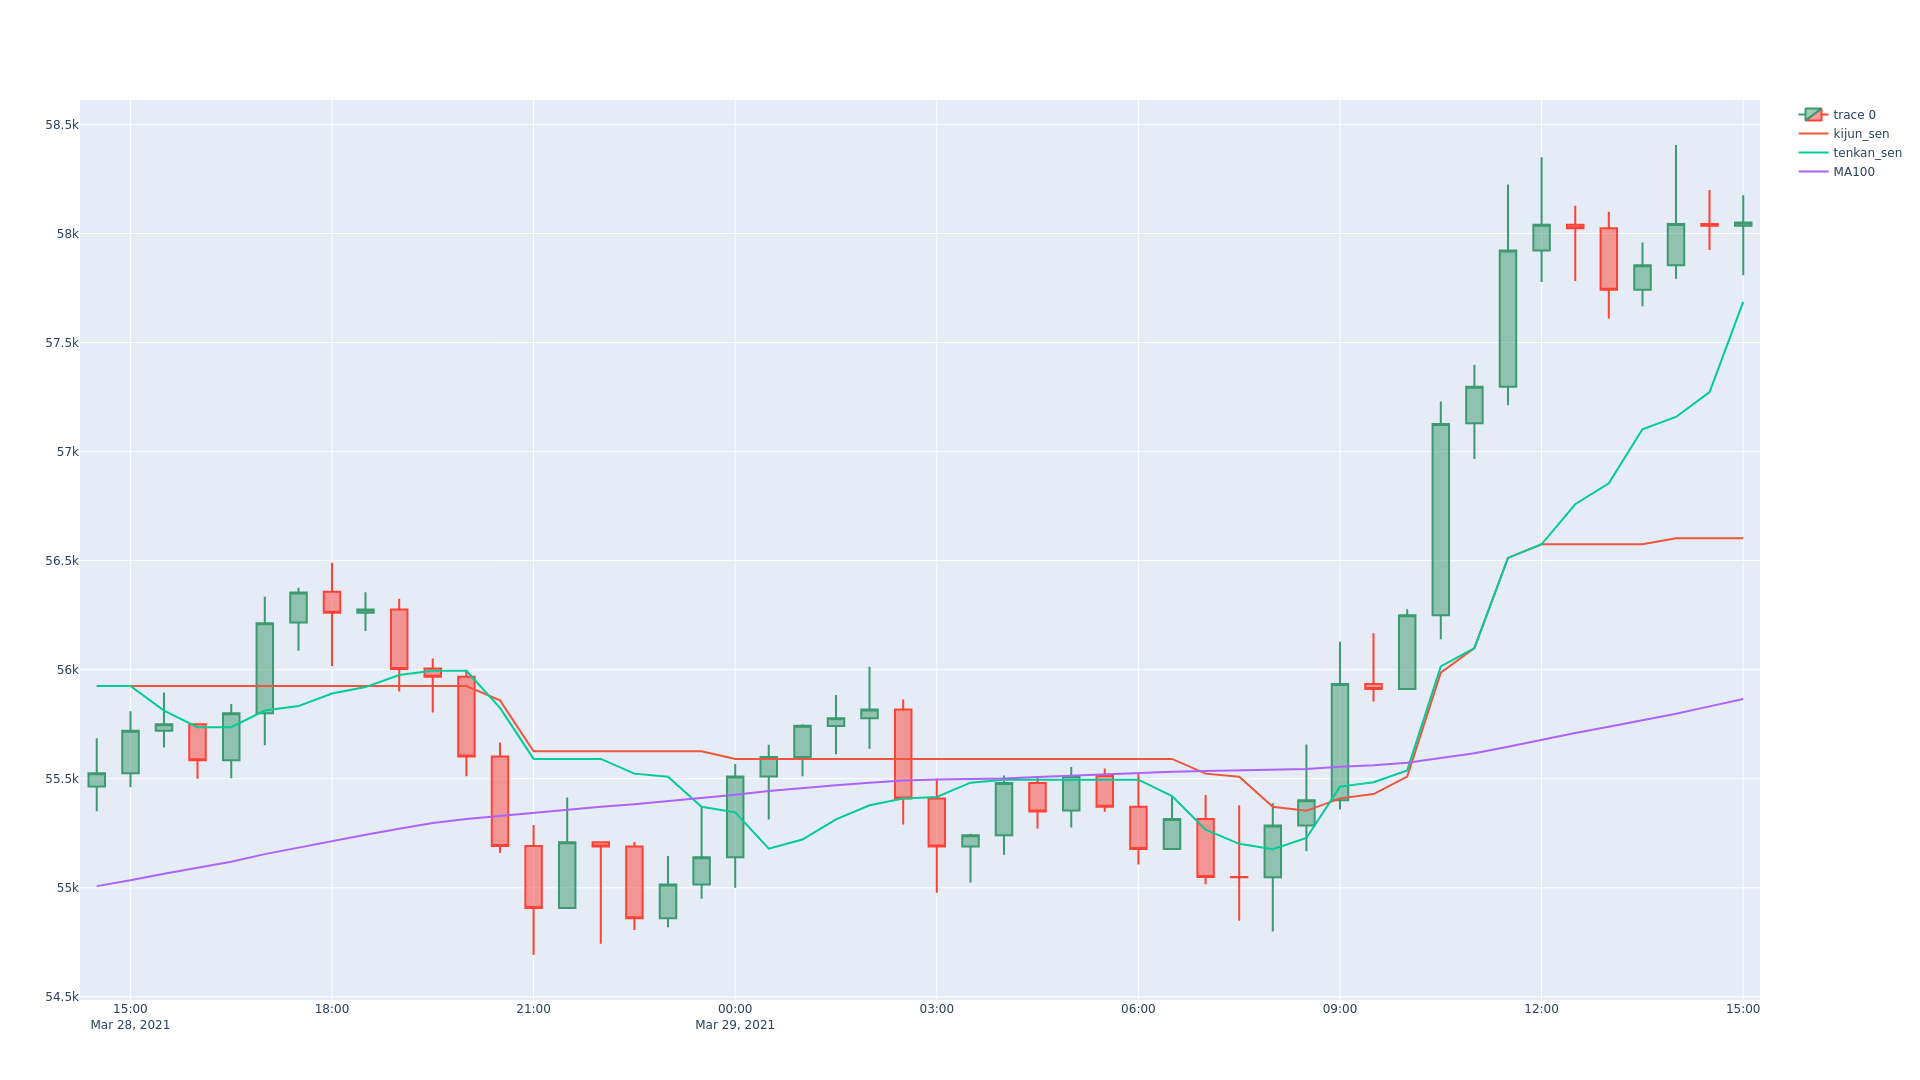 58.5k
58k
57.5k
57k
56.5k
56k
55.5k
55k
54.5k
15:00
Mar 28, 2021
18:00
21:00
00:00
Mar 29, 2021
03:00
06:00
09:00
12:00
15:00
trace 0
kijun_sen
tenkan_sen
MA100